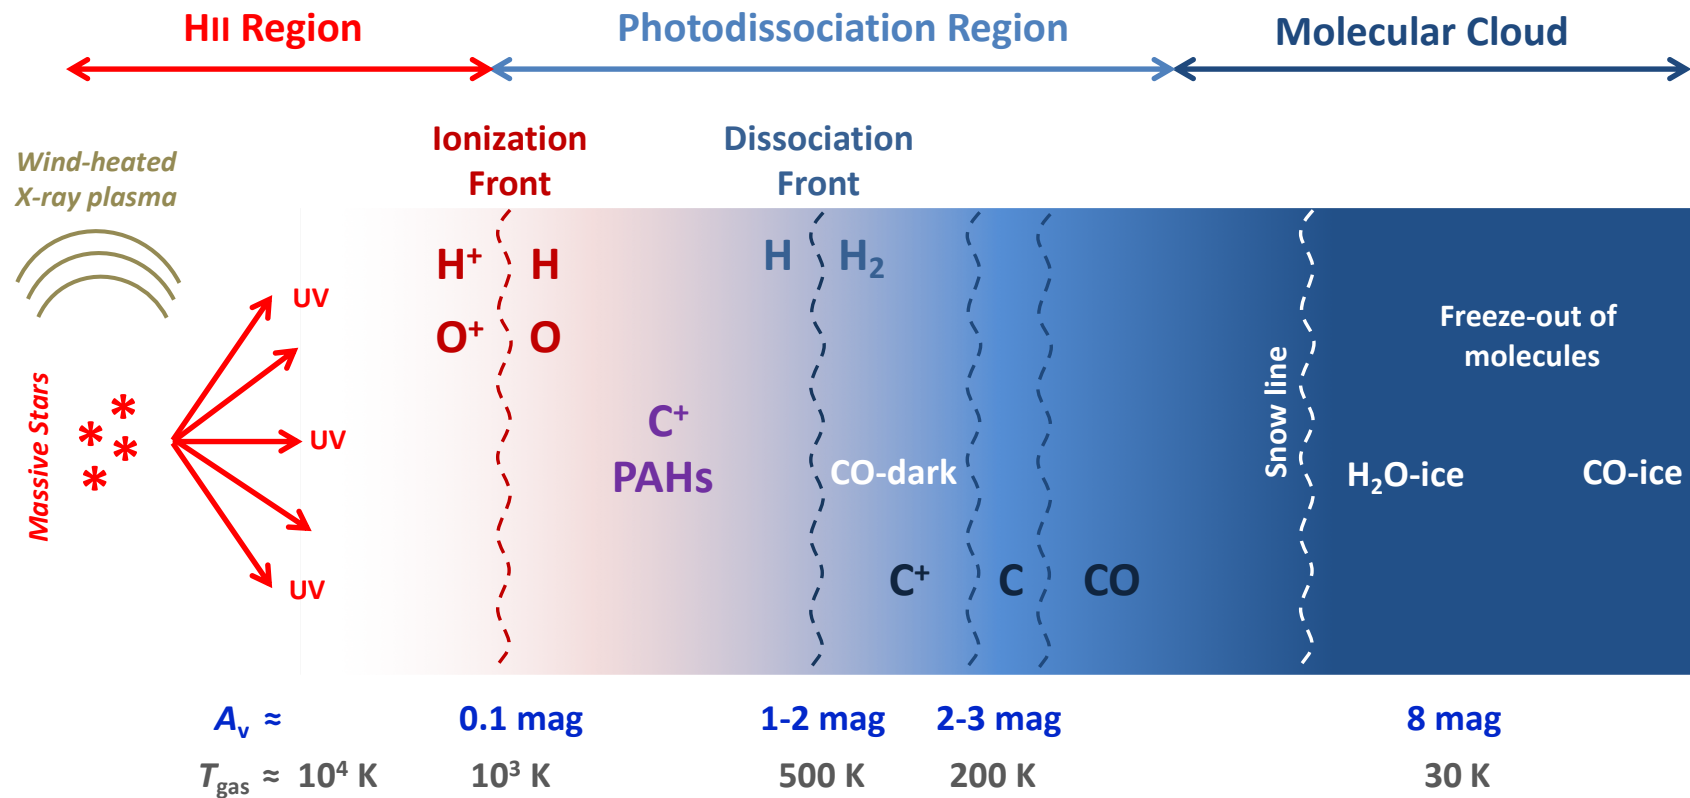 HII Region
Photodissociation Region
Molecular Cloud
Wind-heated
X-ray plasma
Ionization
Front
Dissociation
Front
H⁺ H
O⁺ O
H H₂
UV
UV
UV
Massive Stars
* * * *
C⁺
PAHs
CO-dark
C⁺ C CO
Snow line
Freeze-out of
molecules
H₂O-ice
CO-ice
Aᵥ ≈ 0.1 mag 1-2 mag 2-3 mag 8 mag
T_gas ≈ 10⁴ K 10³ K 500 K 200 K 30 K